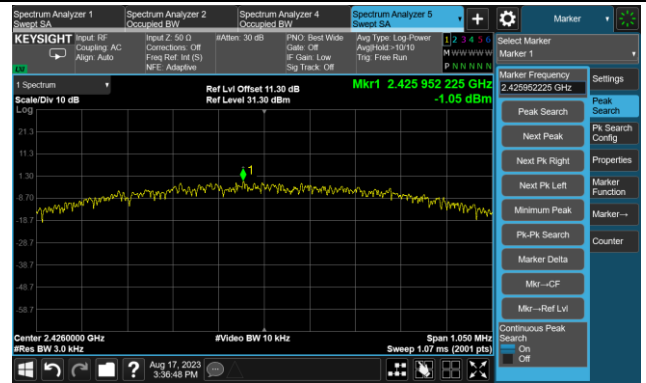 Spectrum Analyzer 1
Swept SA
Spectrum Analyzer 2
Occupied BW
Spectrum Analyzer 4
Occupied BW
Spectrum Analyzer 5
Swept SA
Marker
KEYSIGHT
Input: RF
Coupling: AC
Align: Auto
Input Z: 50 Ω
Corrections: Off
Freq Ref: Int (S)
NFE: Adaptive
#Atten: 30 dB
PNO: Best Wide
Gate: Off
IF Gain: Low
Sig Track: Off
Avg Type: Log-Power
Avg|Hold:>10/10
Trig: Free Run
1 2 3 4 5 6
M W W W W W
P N N N N N
Select Marker
Marker 1
1 Spectrum
Scale/Div 10 dB
Log
Ref Lvl Offset 11.30 dB
Ref Level 31.30 dBm
Mkr1 2.425 952 225 GHz
-1.05 dBm
21.3
11.3
1.30
-8.70
-18.7
-28.7
-38.7
-48.7
-58.7
1
Center 2.4260000 GHz
#Res BW 3.0 kHz
#Video BW 10 kHz
Span 1.050 MHz
Sweep 1.07 ms (2001 pts)
Marker Frequency
2.425952225 GHz
Peak Search
Next Peak
Next Pk Right
Next Pk Left
Minimum Peak
Pk-Pk Search
Marker Delta
Mkr→CF
Mkr→Ref Lvl
Continuous Peak
Search
On
Off
Settings
Peak
Search
Pk Search
Config
Properties
Marker
Function
Marker→
Counter
?
Aug 17, 2023
3:36:48 PM